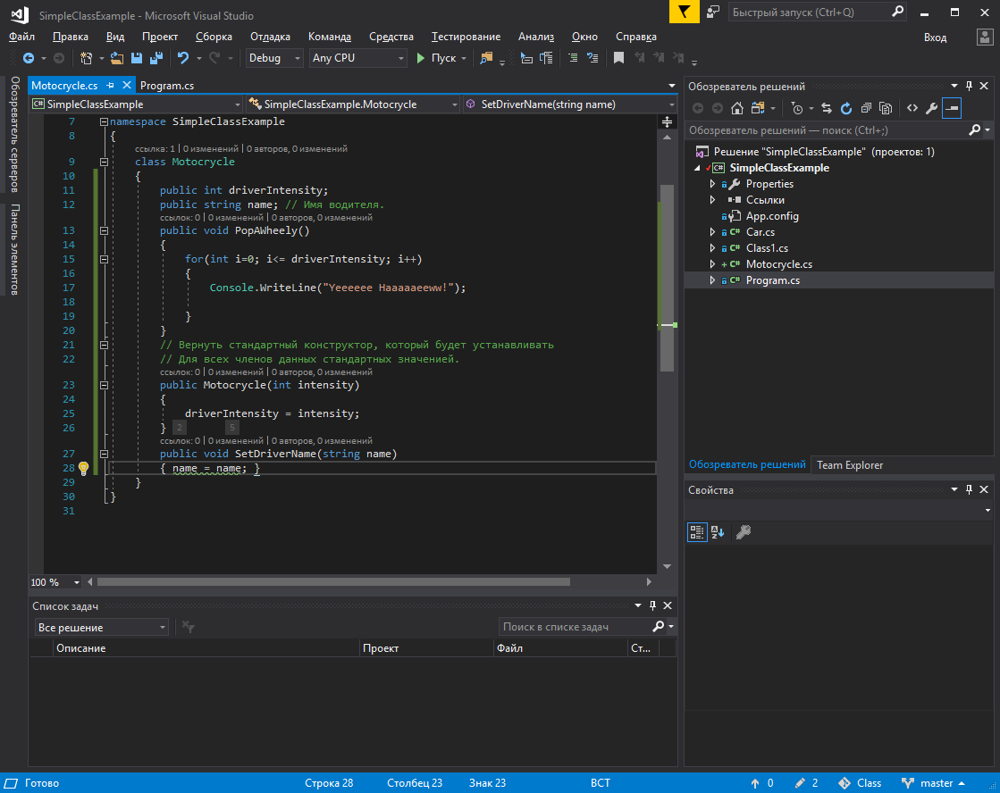 SimpleClassExample - Microsoft Visual Studio
Быстрый запуск (Ctrl+Q)
Файл Правка Вид Проект Сборка Отладка Команда Средства Тестирование Анализ Окно Справка Вход
Debug Any CPU Пуск
Обозреватель серверов
Панель элементов
Motocrycle.cs Program.cs
SimpleClassExample SimpleClassExample.Motocrycle SetDriverName(string name)
7 namespace SimpleClassExample
8 {
ссылка: 1 | 0 изменений | 0 авторов, 0 изменений
9 class Motocrycle
10 {
11 public int driverIntensity;
12 public string name; // Имя водителя.
ссылок: 0 | 0 изменений | 0 авторов, 0 изменений
13 public void PopAWheely()
14 {
15 for(int i=0; i<= driverIntensity; i++)
16 {
17 Console.WriteLine("Yeeeeee Haaaaaeeww!");
18
19 }
20 }
21 // Вернуть стандартный конструктор, который будет устанавливать
22 // Для всех членов данных стандартных значенией.
ссылок: 0 | 0 изменений | 0 авторов, 0 изменений
23 public Motocrycle(int intensity)
24 {
25 driverIntensity = intensity;
26 } 2 5
ссылок: 0 | 0 изменений | 0 авторов, 0 изменений
27 public void SetDriverName(string name)
28 { name = name; }
29 }
30 }
31
100 %
Список задач
Все решение Поиск в списке задач
Описание Проект Файл Ст...
Обозреватель решений
Обозреватель решений — поиск (Ctrl+;)
Решение "SimpleClassExample" (проектов: 1)
C# SimpleClassExample
Properties
Ссылки
App.config
C# Car.cs
C# Class1.cs
+ C# Motocrycle.cs
C# Program.cs
Обозреватель решений Team Explorer
Свойства
Готово Строка 28 Столбец 23 Знак 23 ВСТ 0 2 Class master